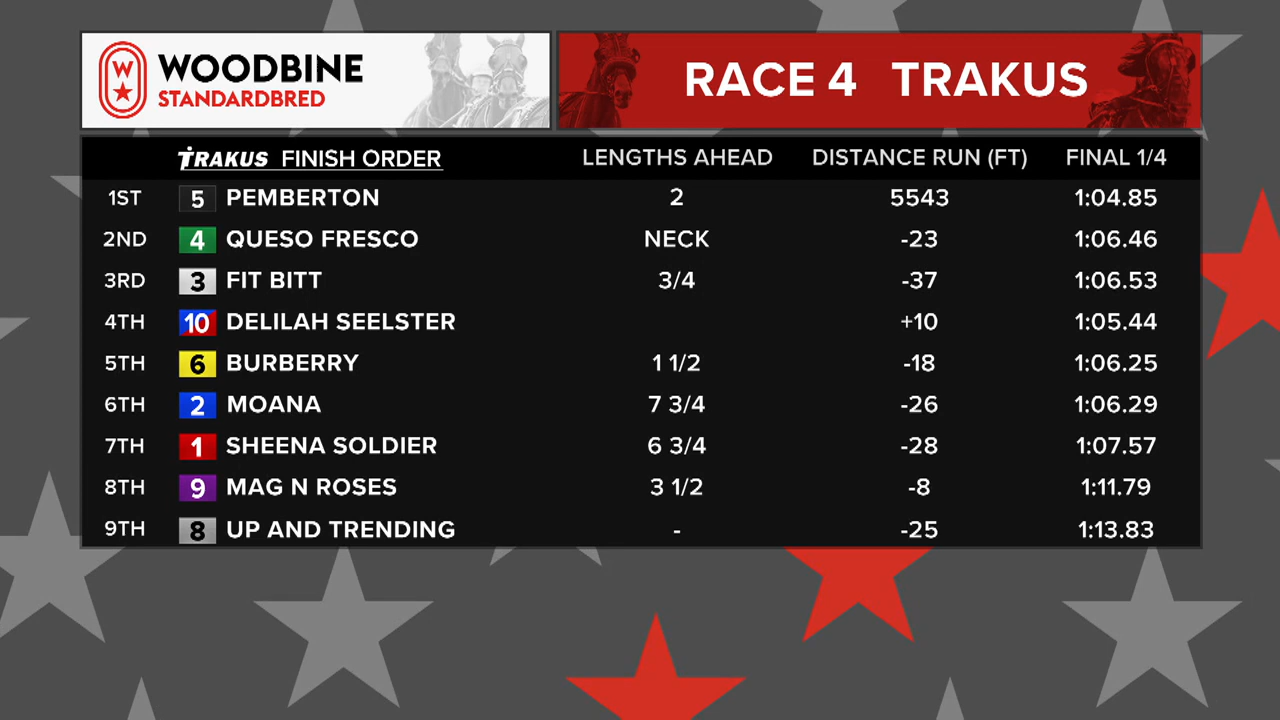 W
WOODBINE
STANDARDBRED
RACE 4 TRAKUS
TRAKUS FINISH ORDER LENGTHS AHEAD DISTANCE RUN (FT) FINAL 1/4
1ST 5 PEMBERTON 2 5543 1:04.85
2ND 4 QUESO FRESCO NECK -23 1:06.46
3RD 3 FIT BITT 3/4 -37 1:06.53
4TH 10 DELILAH SEELSTER +10 1:05.44
5TH 6 BURBERRY 1 1/2 -18 1:06.25
6TH 2 MOANA 7 3/4 -26 1:06.29
7TH 1 SHEENA SOLDIER 6 3/4 -28 1:07.57
8TH 9 MAG N ROSES 3 1/2 -8 1:11.79
9TH 8 UP AND TRENDING - -25 1:13.83